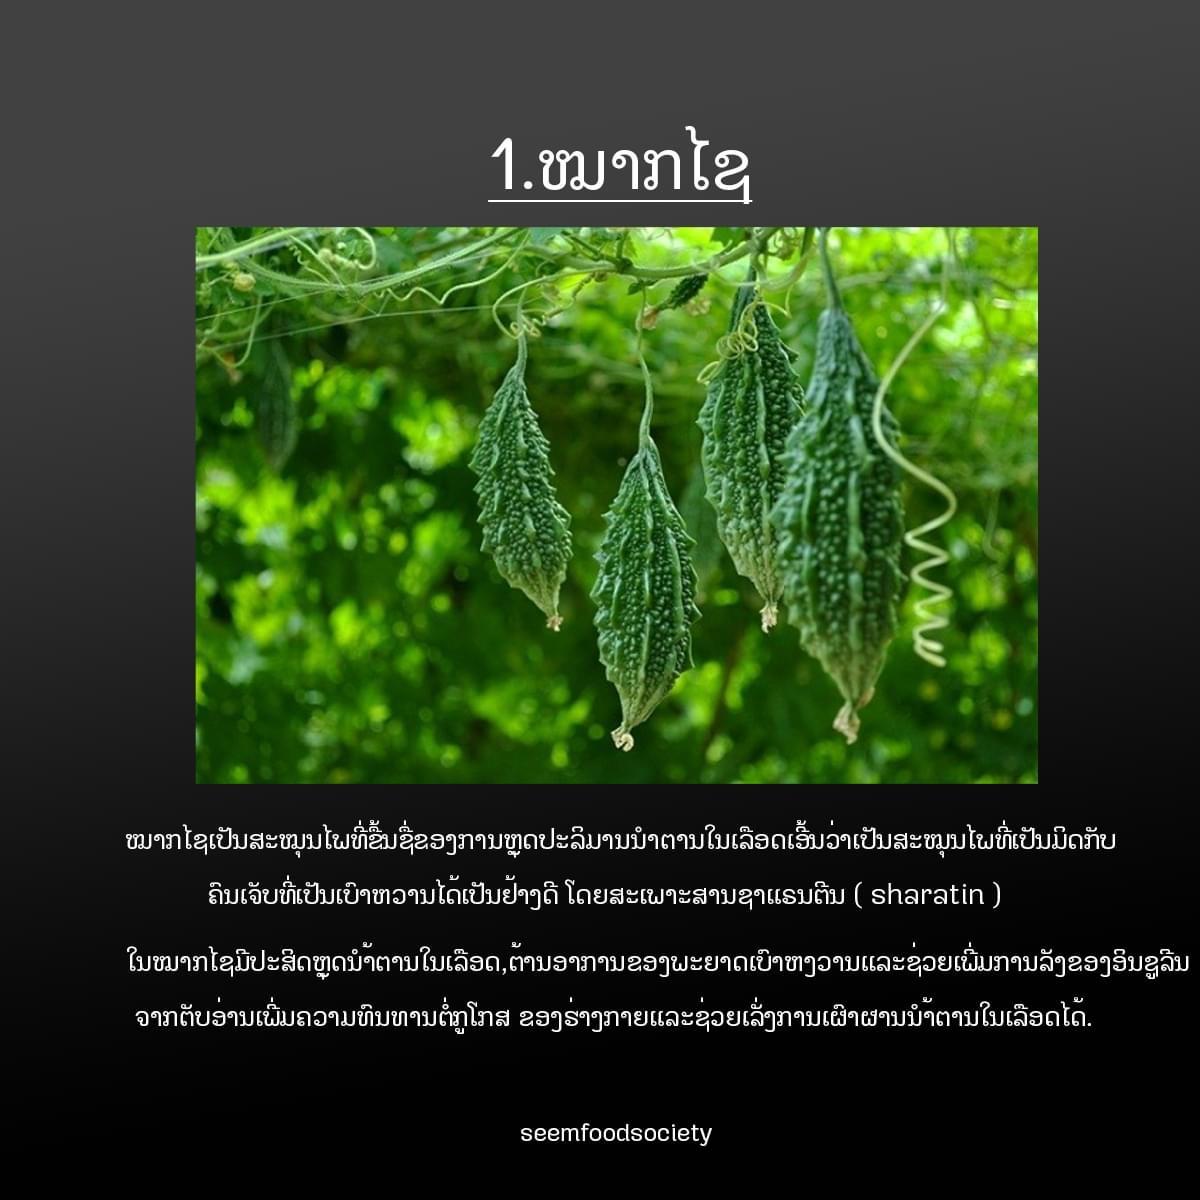 1.ໝາກໄຊ
ໝາກໄຊເປັນສະໝຸນໄພທີ່ຂື້ນຊື່ຂອງການຫຼຸດປະລິມານນຳຕານໃນເລືອດເອີ້ນວ່າເປັນສະໝຸນໄພທີ່ເປັນມິດກັບ
ຄົນເຈັບທີ່ເປັນເບົາຫວານໄດ້ເປັນຢ້າງດີ ໂດຍສະເພາະສານຊາແຣນຕີນ ( sharatin )
ໃນໝາກໄຊມີປະສິດຫຼຸດນ້ຳຕານໃນເລືອດ,ຕ້ານອາການຂອງພະຍາດເບົາຫງວານແລະຊ່ວຍເພີ່ມການລັງຂອງອິນຊູລີນ
ຈາກຕັບອ່ານເພີ່ມຄວາມທົນທານຕໍ່ກູໂກສ ຂອງຮ່າງກາຍແລະຊ່ວຍເລັ່ງການເຜົາຜານນ້ຳຕານໃນເລືອດໄດ້.
seemfoodsociety